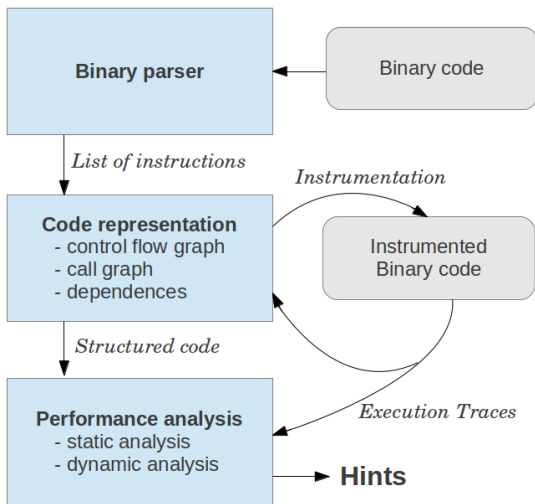 Binary parser
Binary code
List of instructions
Instrumentation
Code representation
- control flow graph
- call graph
- dependences
Instrumented
Binary code
Structured code
Execution Traces
Performance analysis
- static analysis
- dynamic analysis
Hints